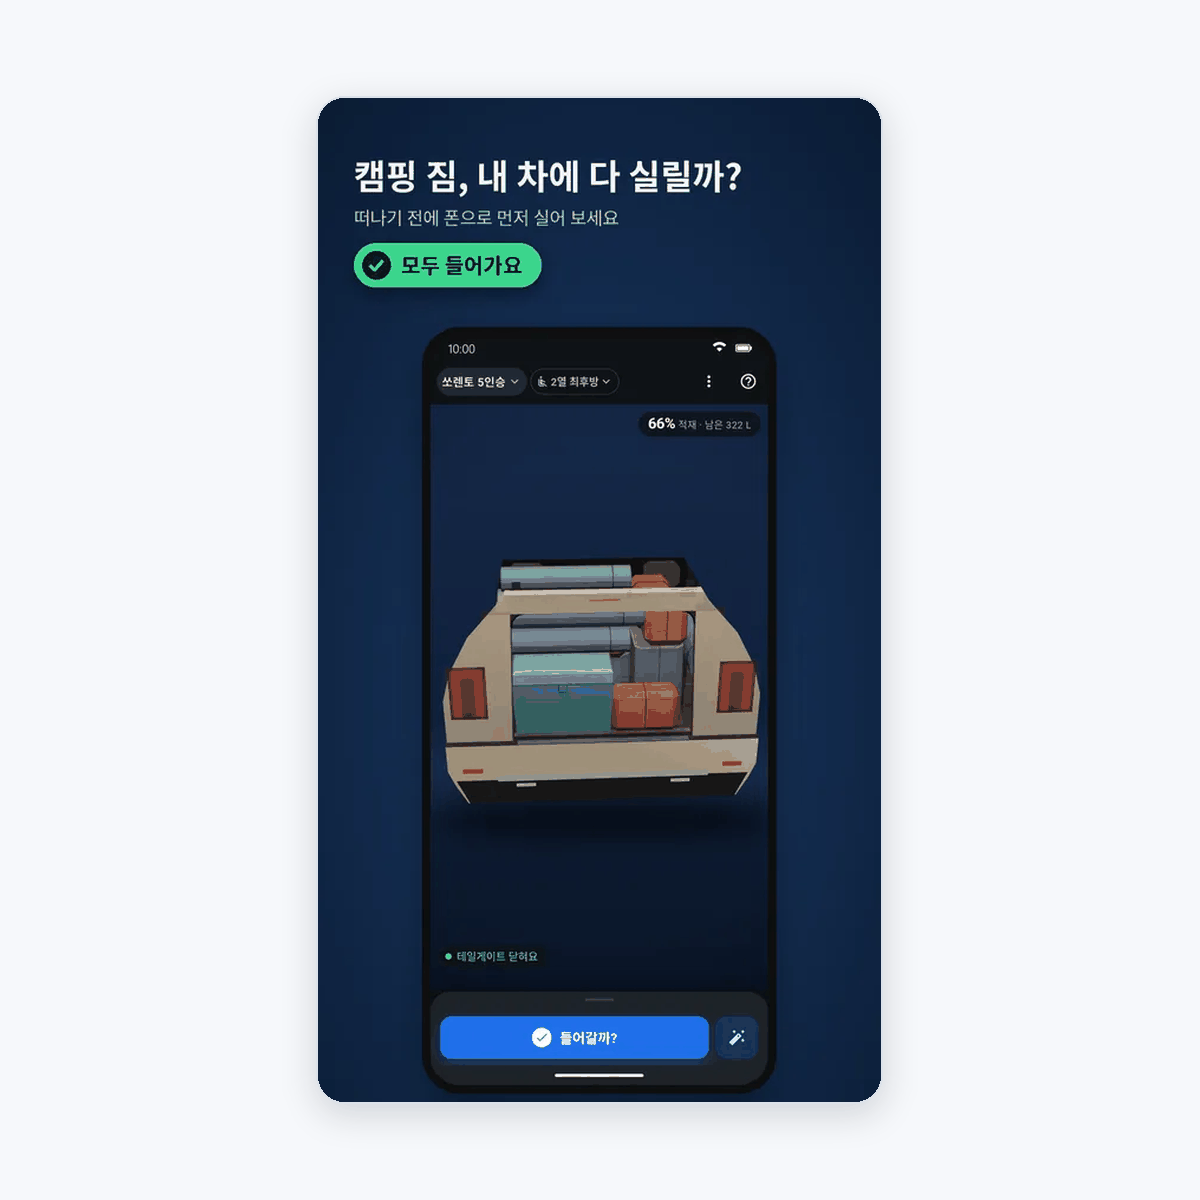 캠핑 짐, 내 차에 다 실릴까?
떠나기 전에 폰으로 먼저 실어 보세요
모두 들어가요
10:00
쏘렌토 5인승
2열 최후방
66% 적재 · 남은 322 L
테일게이트 닫혀요
들어갈까?